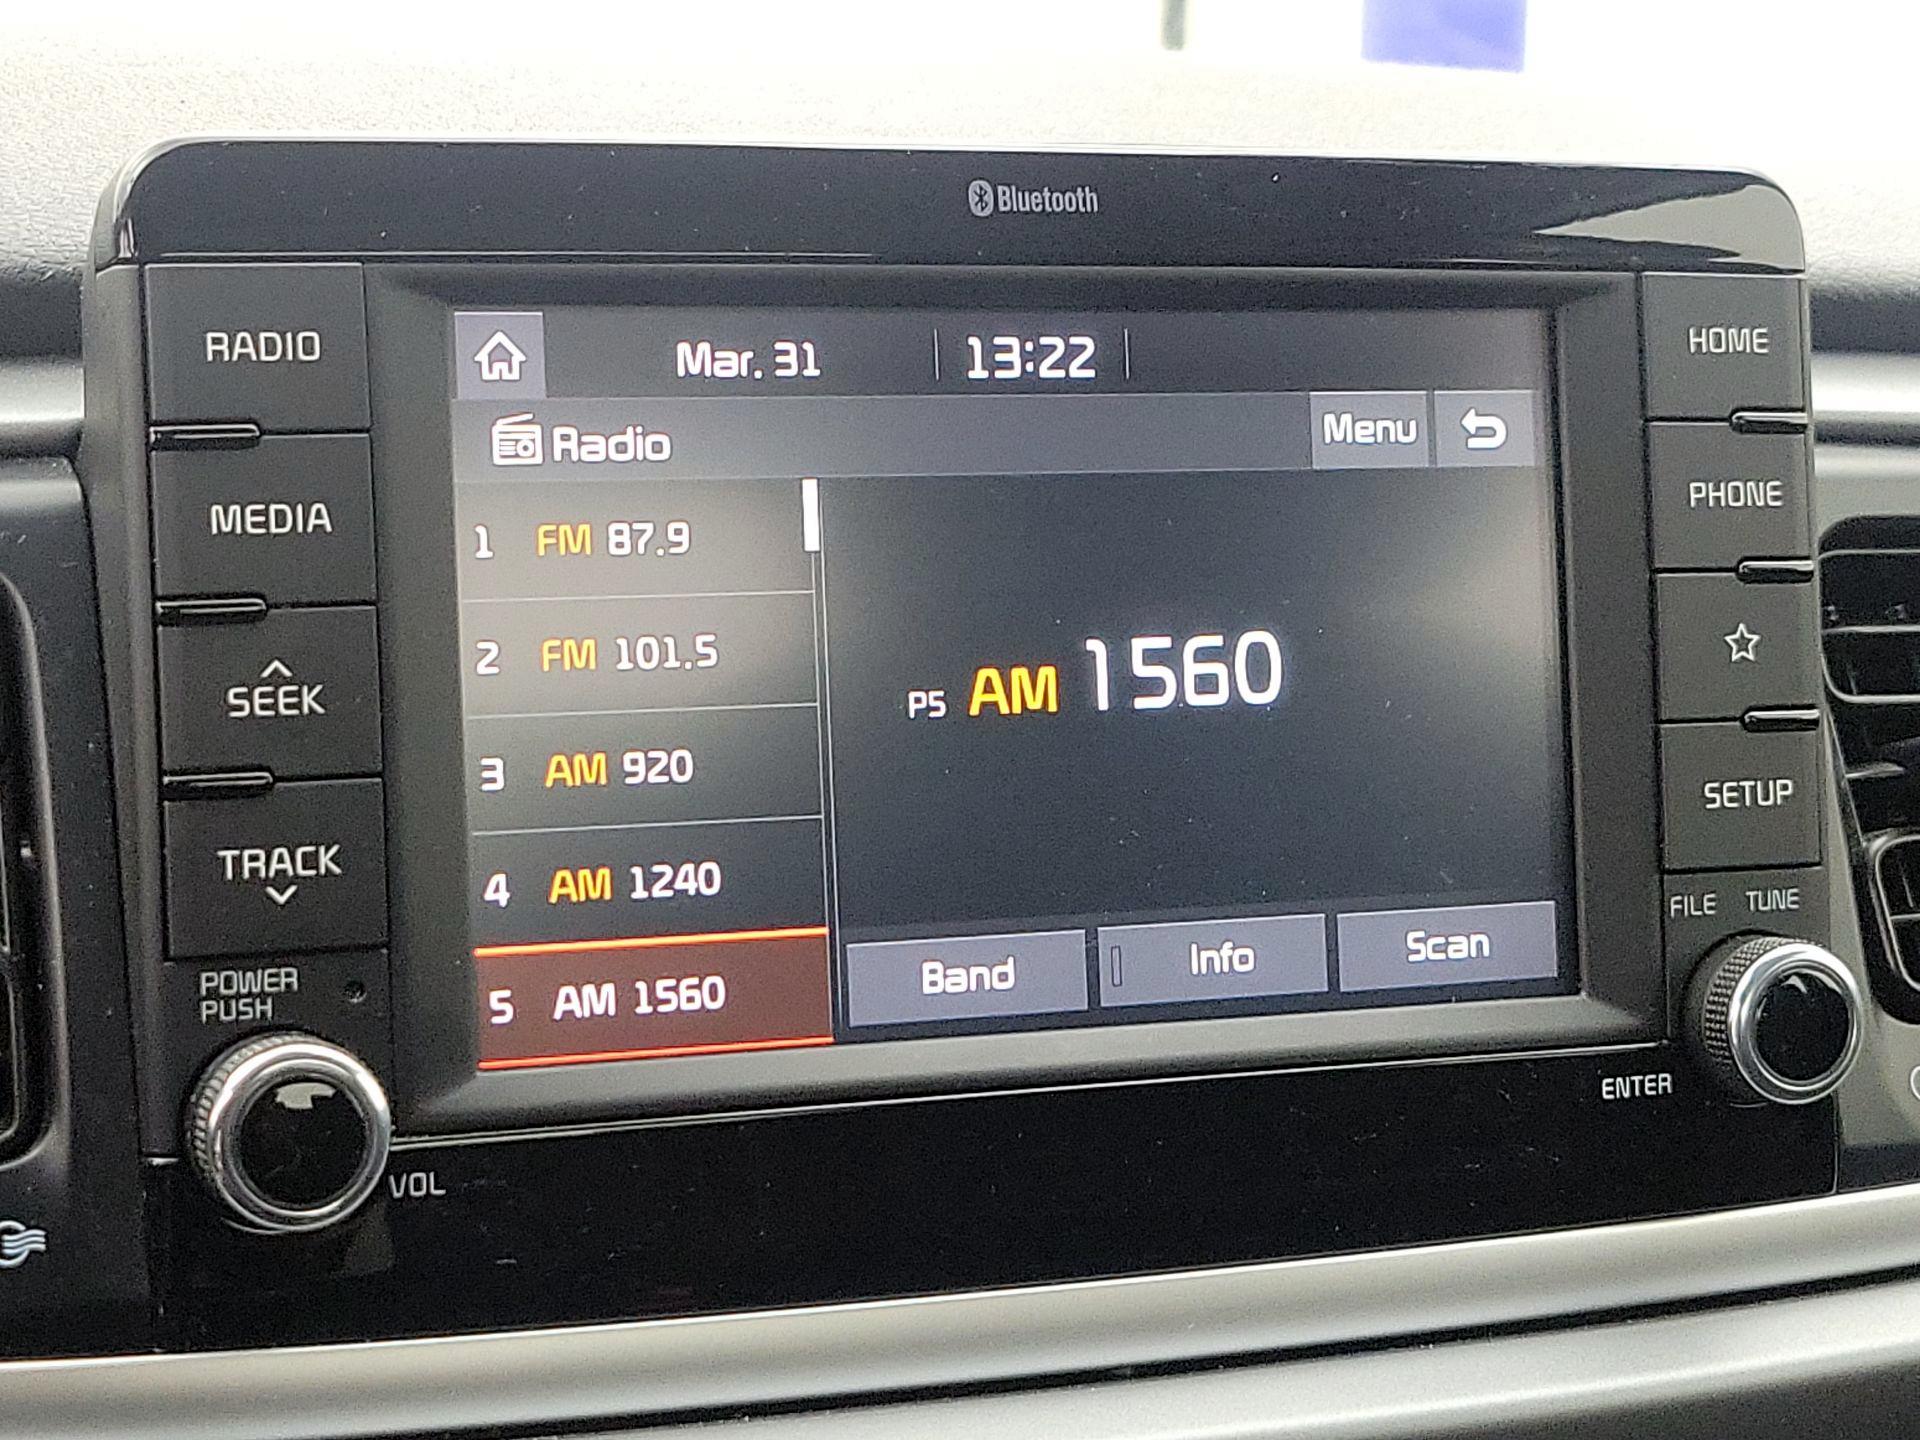 Bluetooth
RADIO
MEDIA
SEEK
TRACK
POWER
PUSH
VOL
Mar. 31
13:22
Radio
Menu
1 FM 87.9
2 FM 101.5
3 AM 920
4 AM 1240
5 AM 1560
P5 AM 1560
Band
Info
Scan
HOME
PHONE
SETUP
FILE TUNE
ENTER